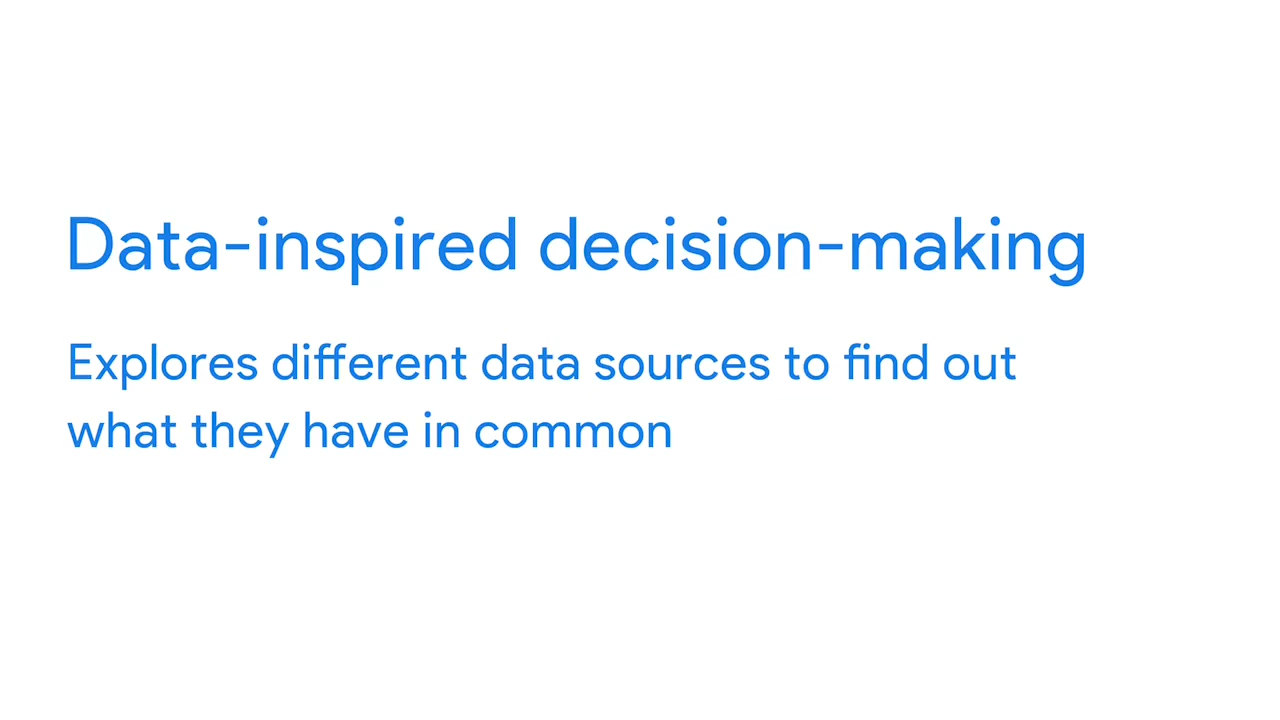 Data-inspired decision-making
Explores different data sources to find out
what they have in common